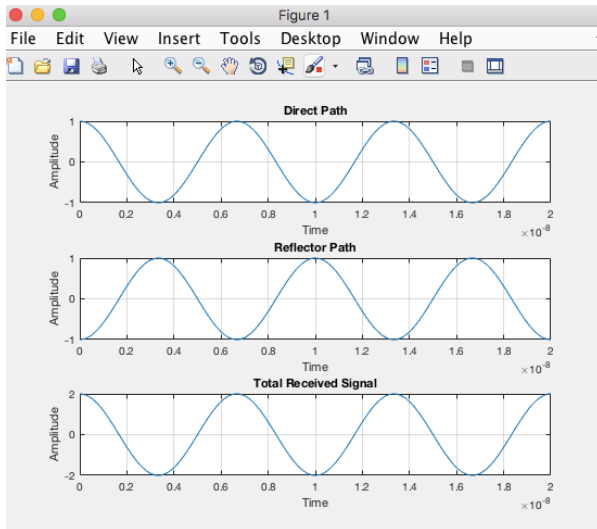 Figure 1
File Edit View Insert Tools Desktop Window Help
Direct Path
Amplitude
1
0
-1
0 0.2 0.4 0.6 0.8 1 1.2 1.4 1.6 1.8 2
Time
×10⁻⁸
Reflector Path
Amplitude
1
0
-1
0 0.2 0.4 0.6 0.8 1 1.2 1.4 1.6 1.8 2
Time
×10⁻⁸
Total Received Signal
Amplitude
2
0
-2
0 0.2 0.4 0.6 0.8 1 1.2 1.4 1.6 1.8 2
Time
×10⁻⁸